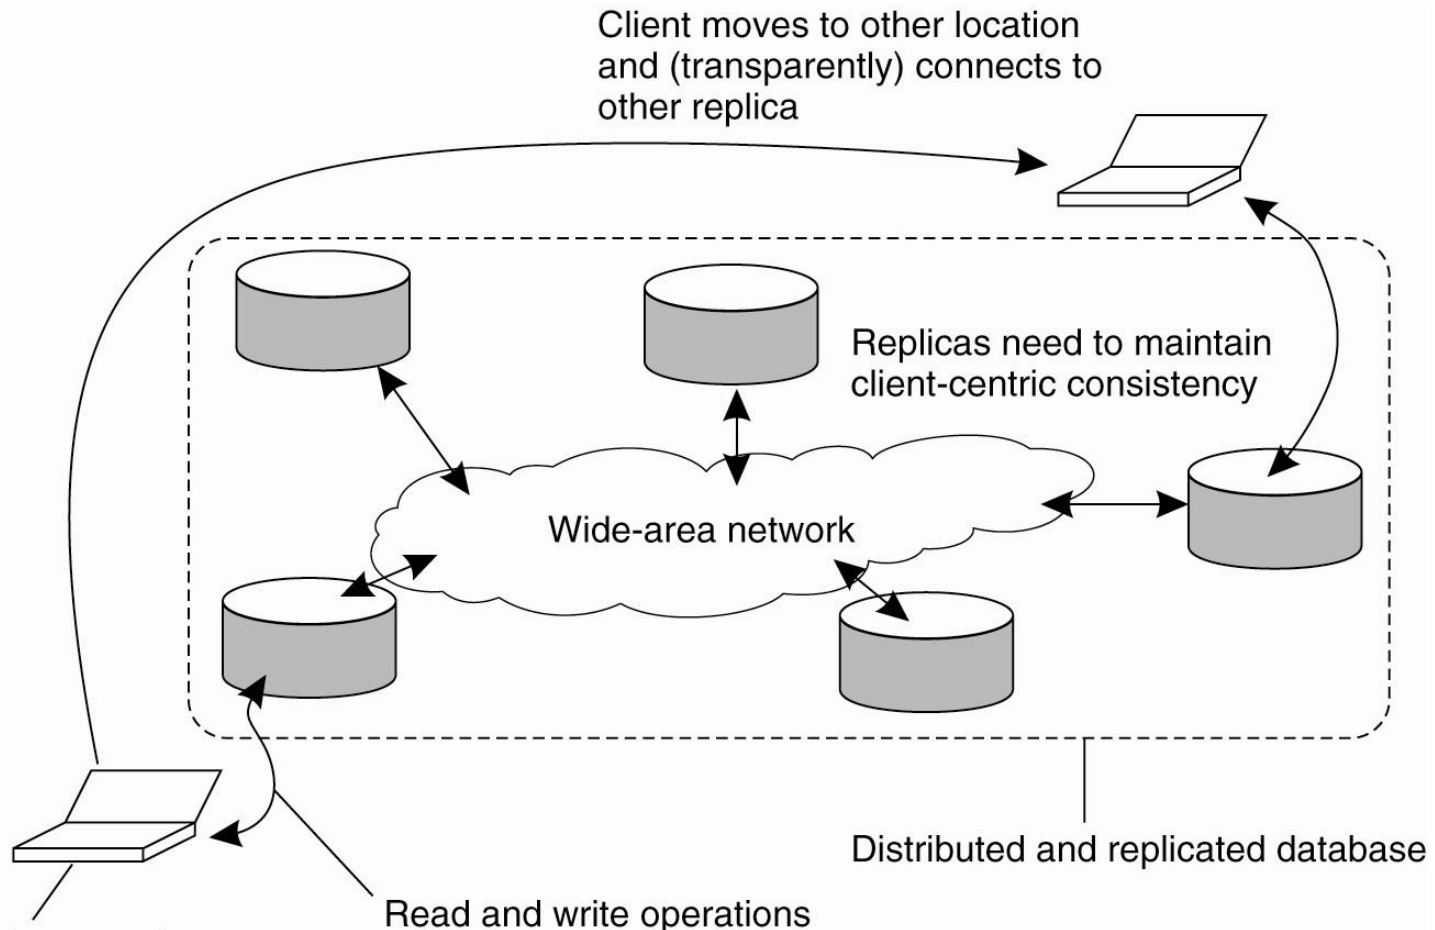 Client moves to other location
and (transparently) connects to
other replica
Replicas need to maintain
client-centric consistency
Wide-area network
Distributed and replicated database
Read and write operations